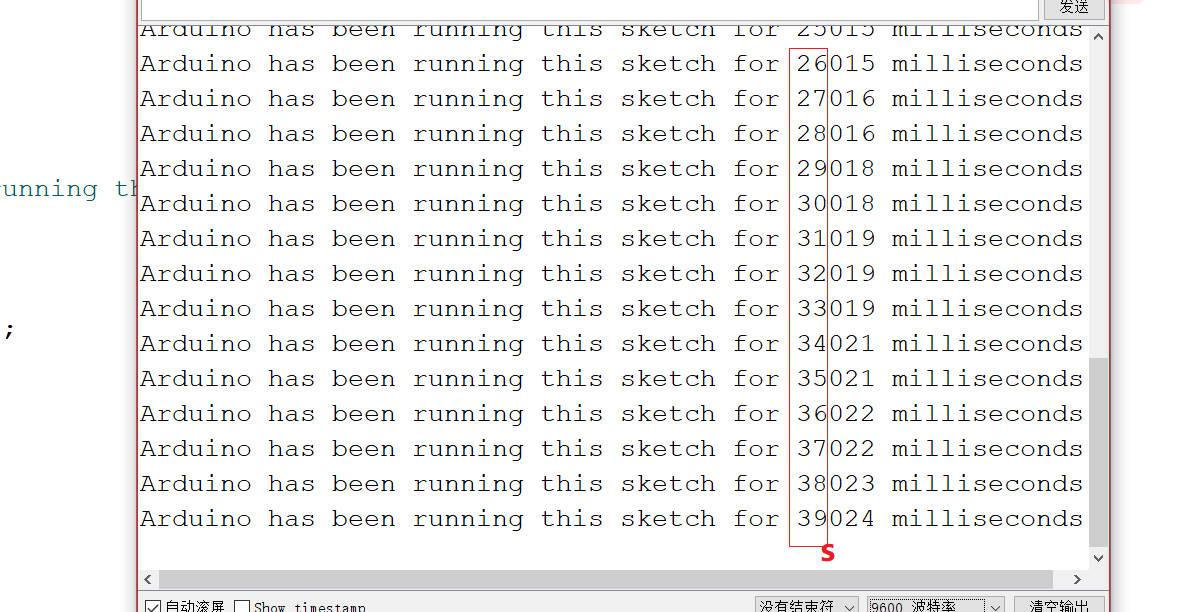 发送
Arduino has been running this sketch for 25015 milliseconds
Arduino has been running this sketch for 26015 milliseconds
Arduino has been running this sketch for 27016 milliseconds
Arduino has been running this sketch for 28016 milliseconds
Arduino has been running this sketch for 29018 milliseconds
running th
Arduino has been running this sketch for 30018 milliseconds
Arduino has been running this sketch for 31019 milliseconds
Arduino has been running this sketch for 32019 milliseconds
Arduino has been running this sketch for 33019 milliseconds
;
Arduino has been running this sketch for 34021 milliseconds
Arduino has been running this sketch for 35021 milliseconds
Arduino has been running this sketch for 36022 milliseconds
Arduino has been running this sketch for 37022 milliseconds
Arduino has been running this sketch for 38023 milliseconds
Arduino has been running this sketch for 39024 milliseconds
s
自动滚屏 Show timestamp 没有结束符 9600 波特率 清空输出